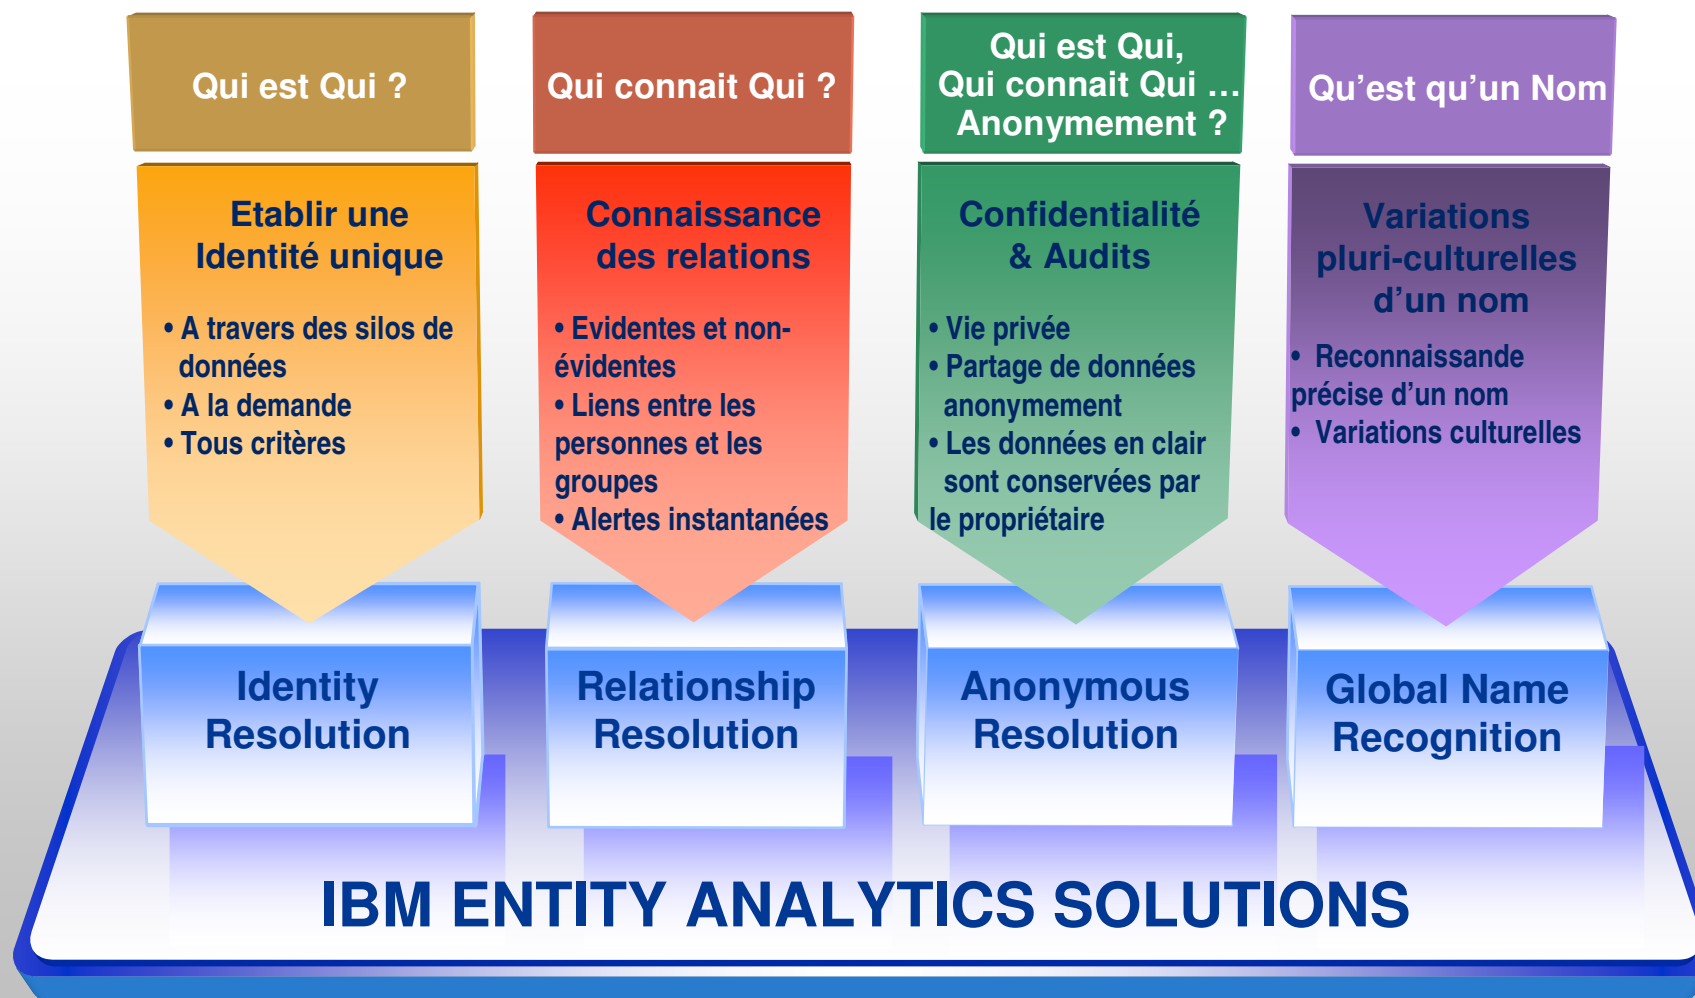 Qui est Qui ?
Etablir une
Identité unique
• A travers des silos de
données
• A la demande
• Tous critères
Identity
Resolution
Qui connait Qui ?
Connaissance
des relations
• Evidentes et non-
évidentes
• Liens entre les
personnes et les
groupes
• Alertes instantanées
Relationship
Resolution
Qui est Qui,
Qui connait Qui …
Anonymement ?
Confidentialité
& Audits
• Vie privée
• Partage de données
anonymement
• Les données en clair
sont conservées par
le propriétaire
Anonymous
Resolution
Qu’est qu’un Nom
Variations
pluri-culturelles
d’un nom
• Reconnaissande
précise d’un nom
• Variations culturelles
Global Name
Recognition
IBM ENTITY ANALYTICS SOLUTIONS